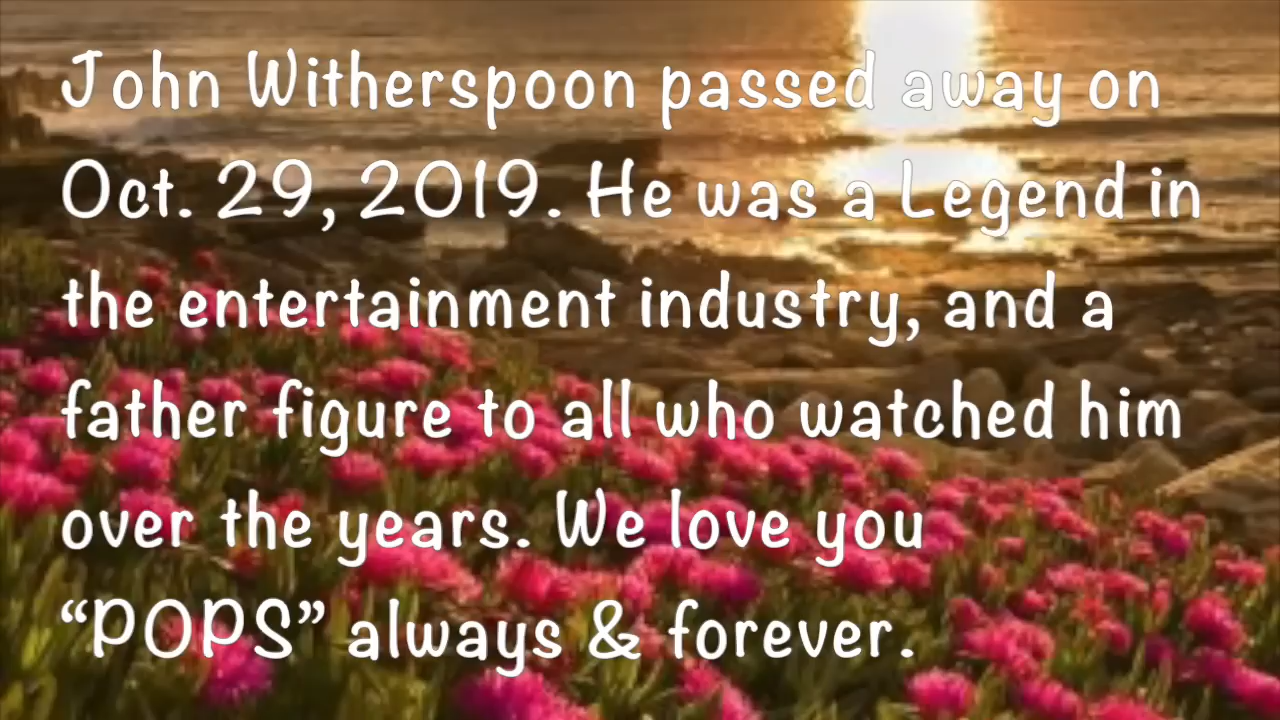 John Witherspoon passed away on
Oct. 29, 2019. He was a Legend in
the entertainment industry, and a
father figure to all who watched him
over the years. We love you
“POPS” always & forever.